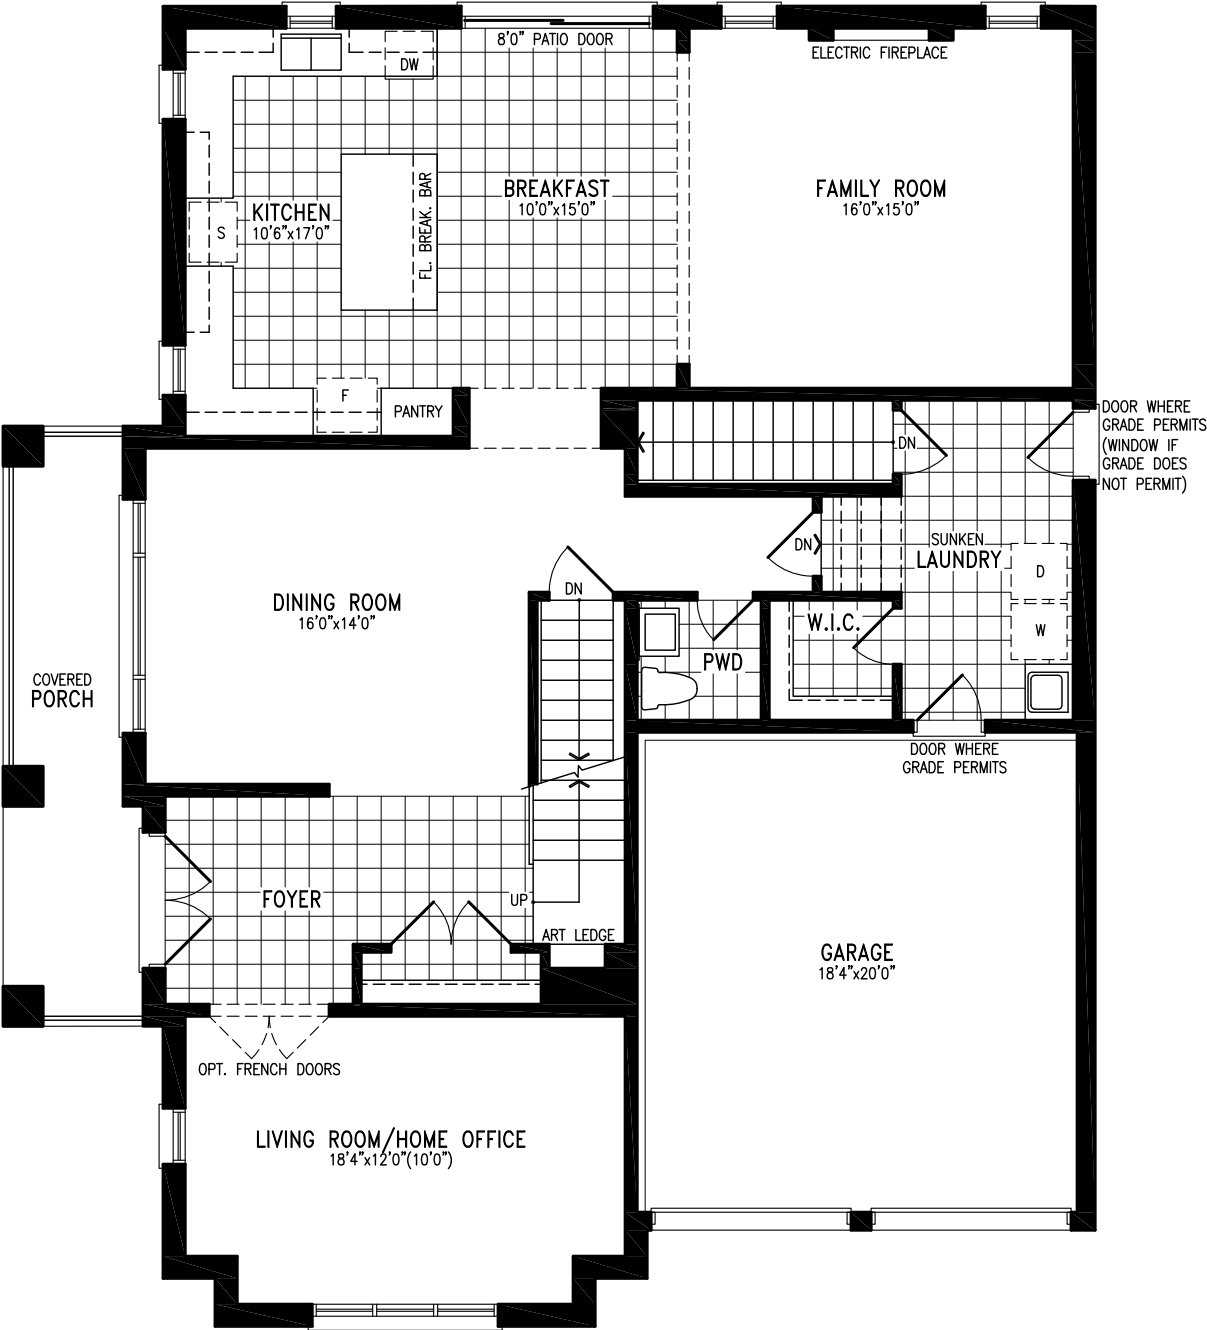 8'0" PATIO DOOR
ELECTRIC FIREPLACE
DW
BREAKFAST
10'0"x15'0"
FAMILY ROOM
16'0"x15'0"
KITCHEN
10'6"x17'0"
S
FL. BREAK. BAR
F
PANTRY
DN
DOOR WHERE
GRADE PERMITS
(WINDOW IF
GRADE DOES
NOT PERMIT)
DN
SUNKEN
LAUNDRY
D
W
DN
DINING ROOM
16'0"x14'0"
W.I.C.
PWD
COVERED
PORCH
DOOR WHERE
GRADE PERMITS
FOYER
UP
ART LEDGE
GARAGE
18'4"x20'0"
OPT. FRENCH DOORS
LIVING ROOM/HOME OFFICE
18'4"x12'0"(10'0")